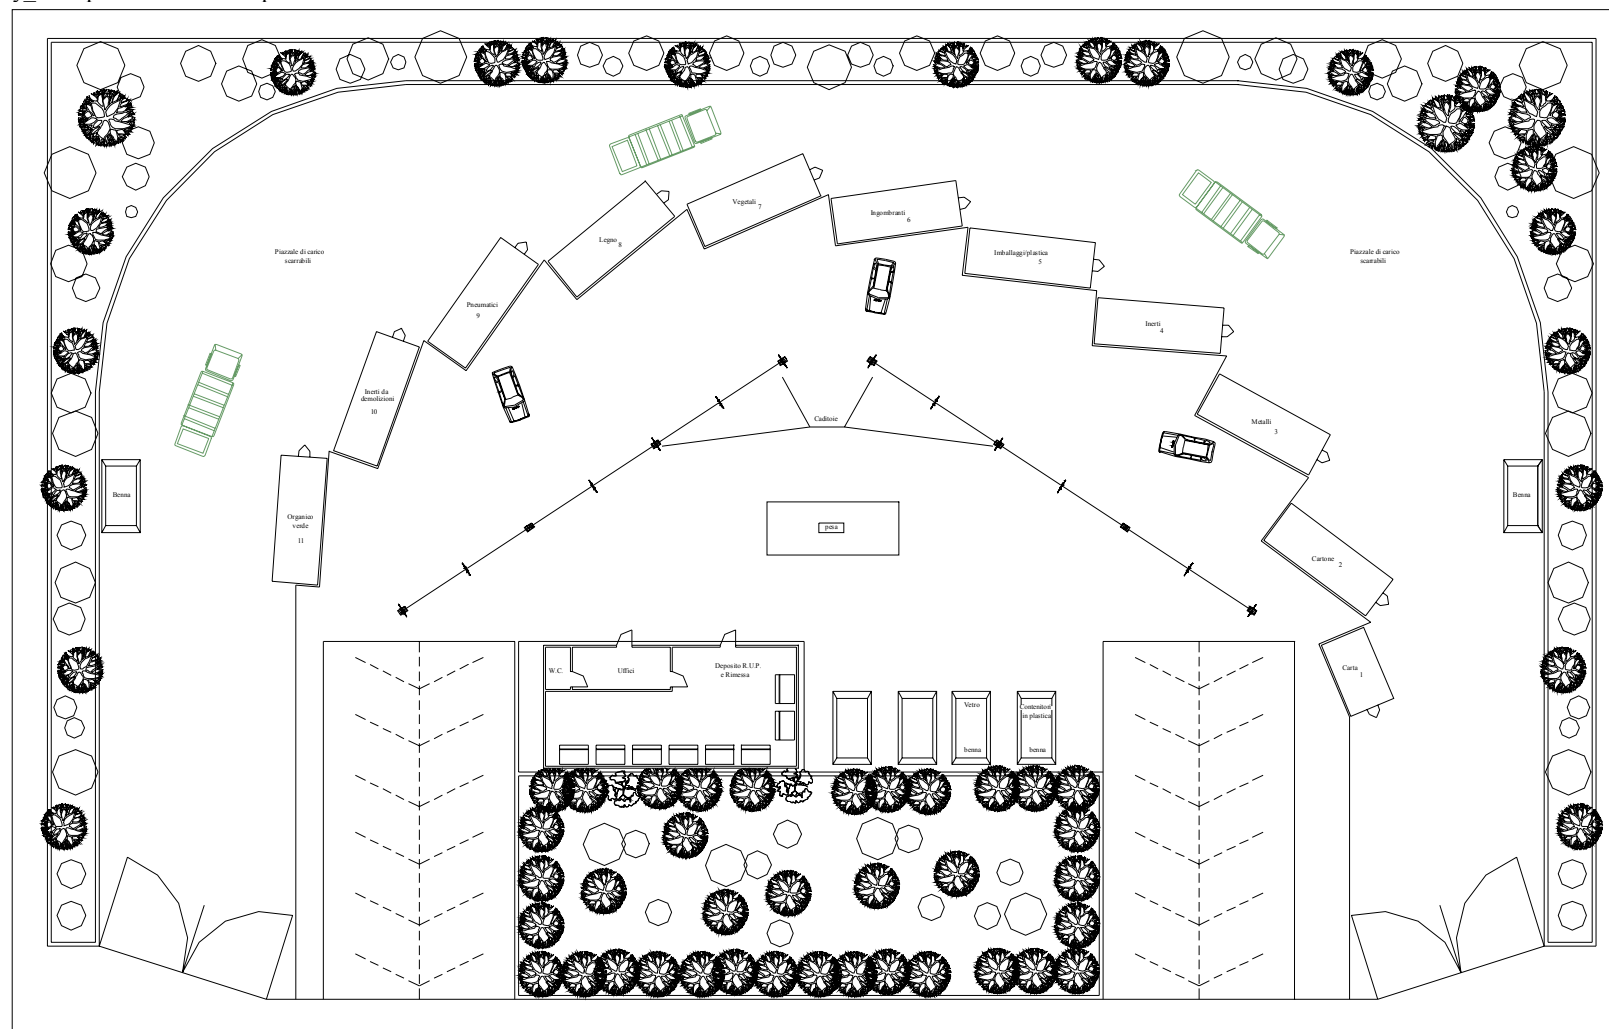 Vegetali
7
Ingombranti
6
Legno
8
Piazzale di carico
scarrabili
Piazzale di carico
scarrabili
Imballaggi/plastica
5
Pneumatici
9
Inerti
4
Inerti da
demolizioni
10
Caditoie
Metalli
3
Benna
Benna
Organico
verde
11
pesa
Cartone
2
W.C.
Uffici
Deposito R.U.P.
e Rimessa
Carta
1
Vetro
benna
Contenitori
in plastica
benna